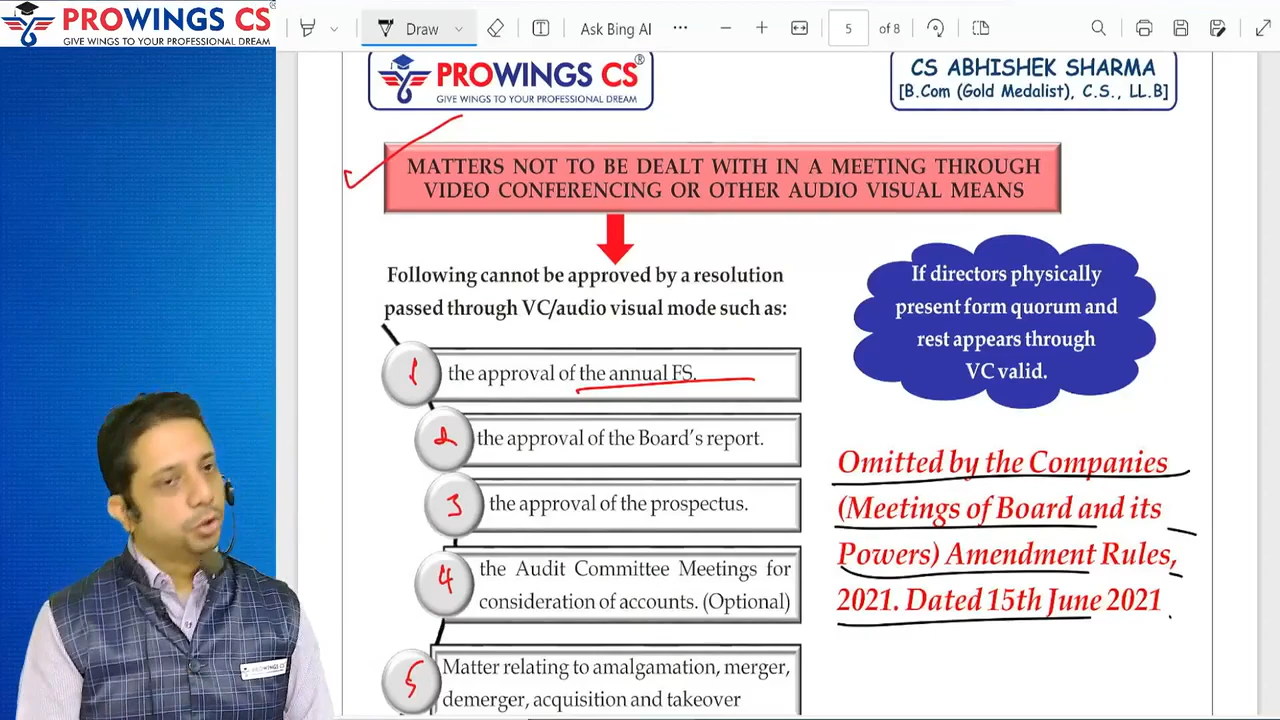 PROWINGS CS®
GIVE WINGS TO YOUR PROFESSIONAL DREAM
Draw
Ask Bing AI
5
of 8
PROWINGS CS®
GIVE WINGS TO YOUR PROFESSIONAL DREAM
CS ABHISHEK SHARMA
[B.Com (Gold Medalist), C.S., LL.B]
MATTERS NOT TO BE DEALT WITH IN A MEETING THROUGH
VIDEO CONFERENCING OR OTHER AUDIO VISUAL MEANS
Following cannot be approved by a resolution
passed through VC/audio visual mode such as:
1 the approval of the annual FS.
2 the approval of the Board's report.
3 the approval of the prospectus.
4 the Audit Committee Meetings for
consideration of accounts. (Optional)
5 Matter relating to amalgamation, merger,
demerger, acquisition and takeover
If directors physically
present form quorum and
rest appears through
VC valid.
Omitted by the Companies
(Meetings of Board and its
Powers) Amendment Rules,
2021. Dated 15th June 2021
PROWINGS CS